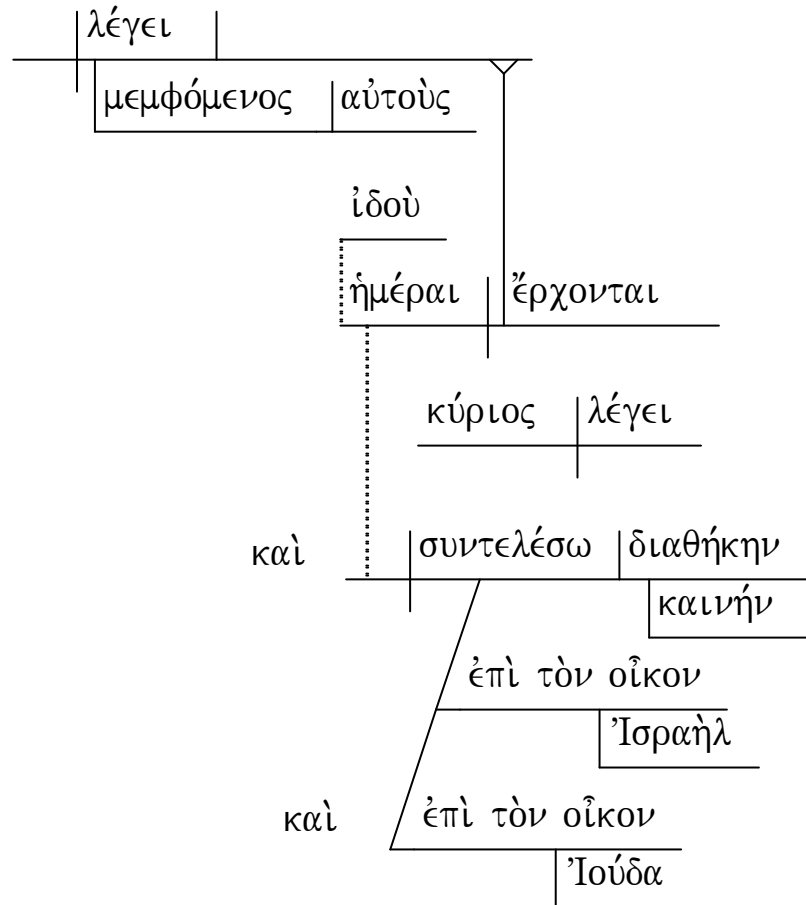 λέγει
μεμφόμενος αὐτοὺς
ἰδοὺ
ἡμέραι ἔρχονται
κύριος λέγει
καὶ συντελέσω διαθήκην
καινήν
ἐπὶ τὸν οἶκον
Ἰσραὴλ
καὶ ἐπὶ τὸν οἶκον
Ἰούδα